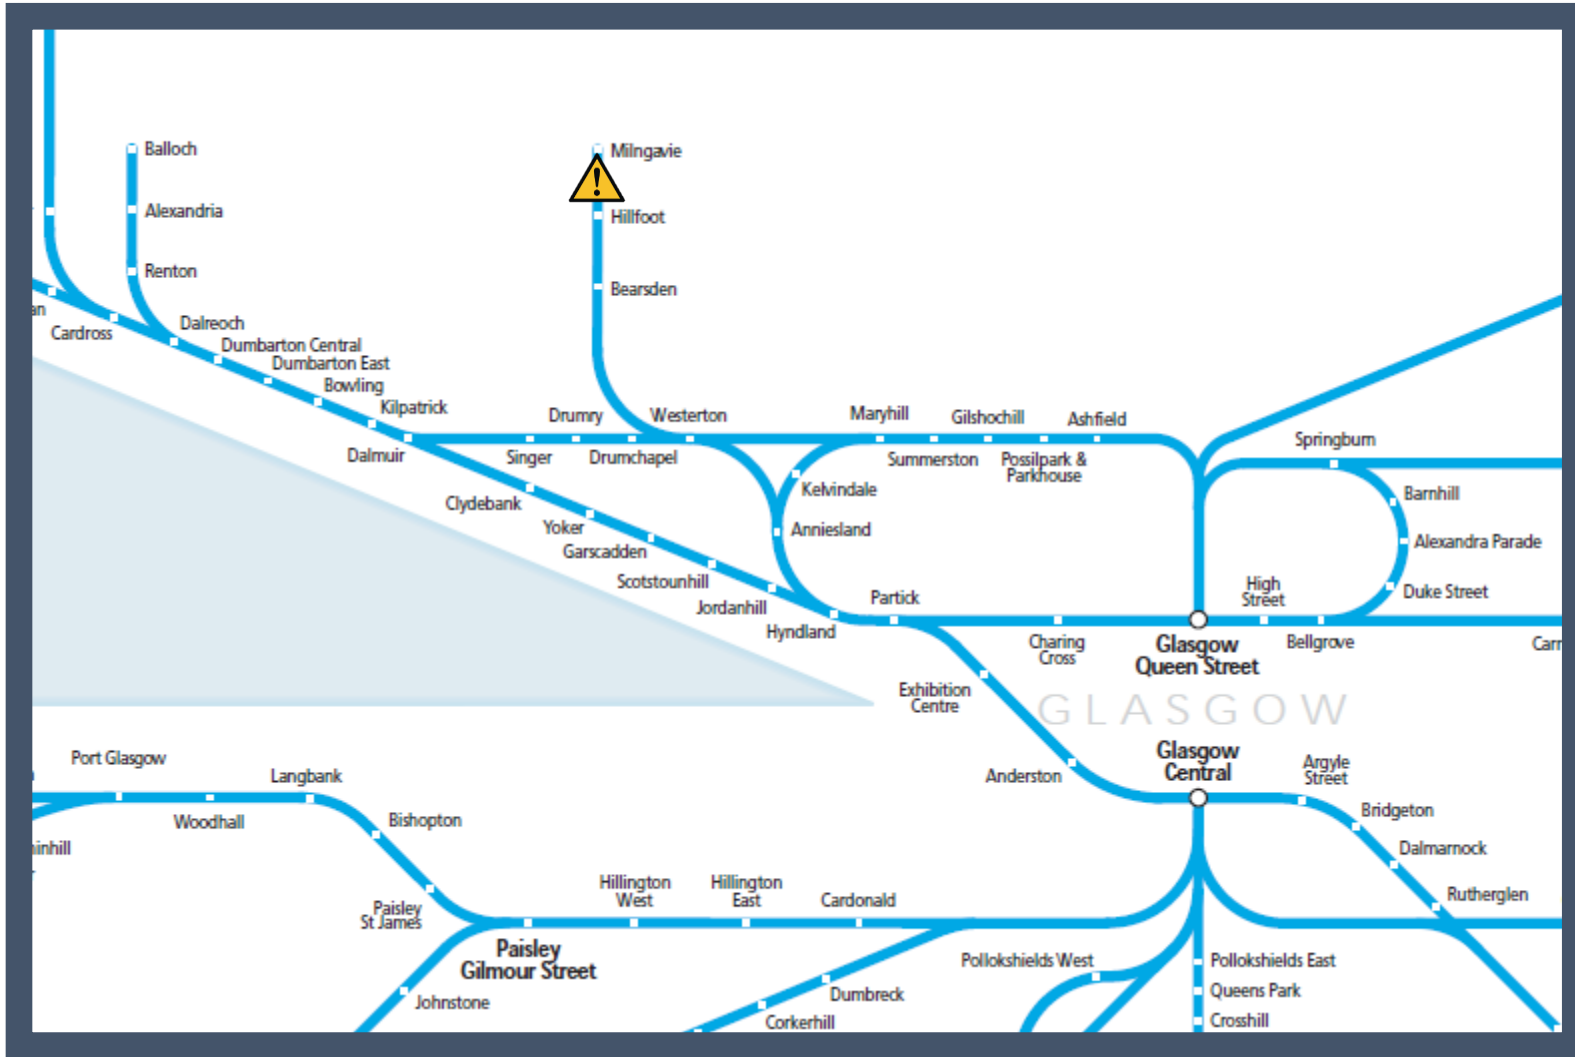 Balloch
Milngavie
Alexandria
Hillfoot
Renton
Bearsden
an
Cardross
Dalreoch
Dumbarton Central
Dumbarton East
Bowling
Kilpatrick
Drumry
Westerton
Maryhill
Gilshochill
Ashfield
Springburn
Dalmuir
Singer
Drumchapel
Summerston
Possilpark &
Parkhouse
Kelvindale
Barnhill
Clydebank
Yoker
Anniesland
Alexandra Parade
Garscadden
Scotstounhill
High
Street
Duke Street
Jordanhill
Partick
Hyndland
Charing
Cross
Glasgow
Queen Street
Bellgrove
Carr
Exhibition
Centre
GLASGOW
Port Glasgow
Langbank
Anderston
Glasgow
Central
Argyle
Street
Woodhall
Bishopton
Bridgeton
inhill
Dalmarnock
Hillington
West
Hillington
East
Cardonald
Rutherglen
Paisley
St James
Paisley
Gilmour Street
Pollokshields West
Pollokshields East
Johnstone
Dumbreck
Queens Park
Corkerhill
Crosshill